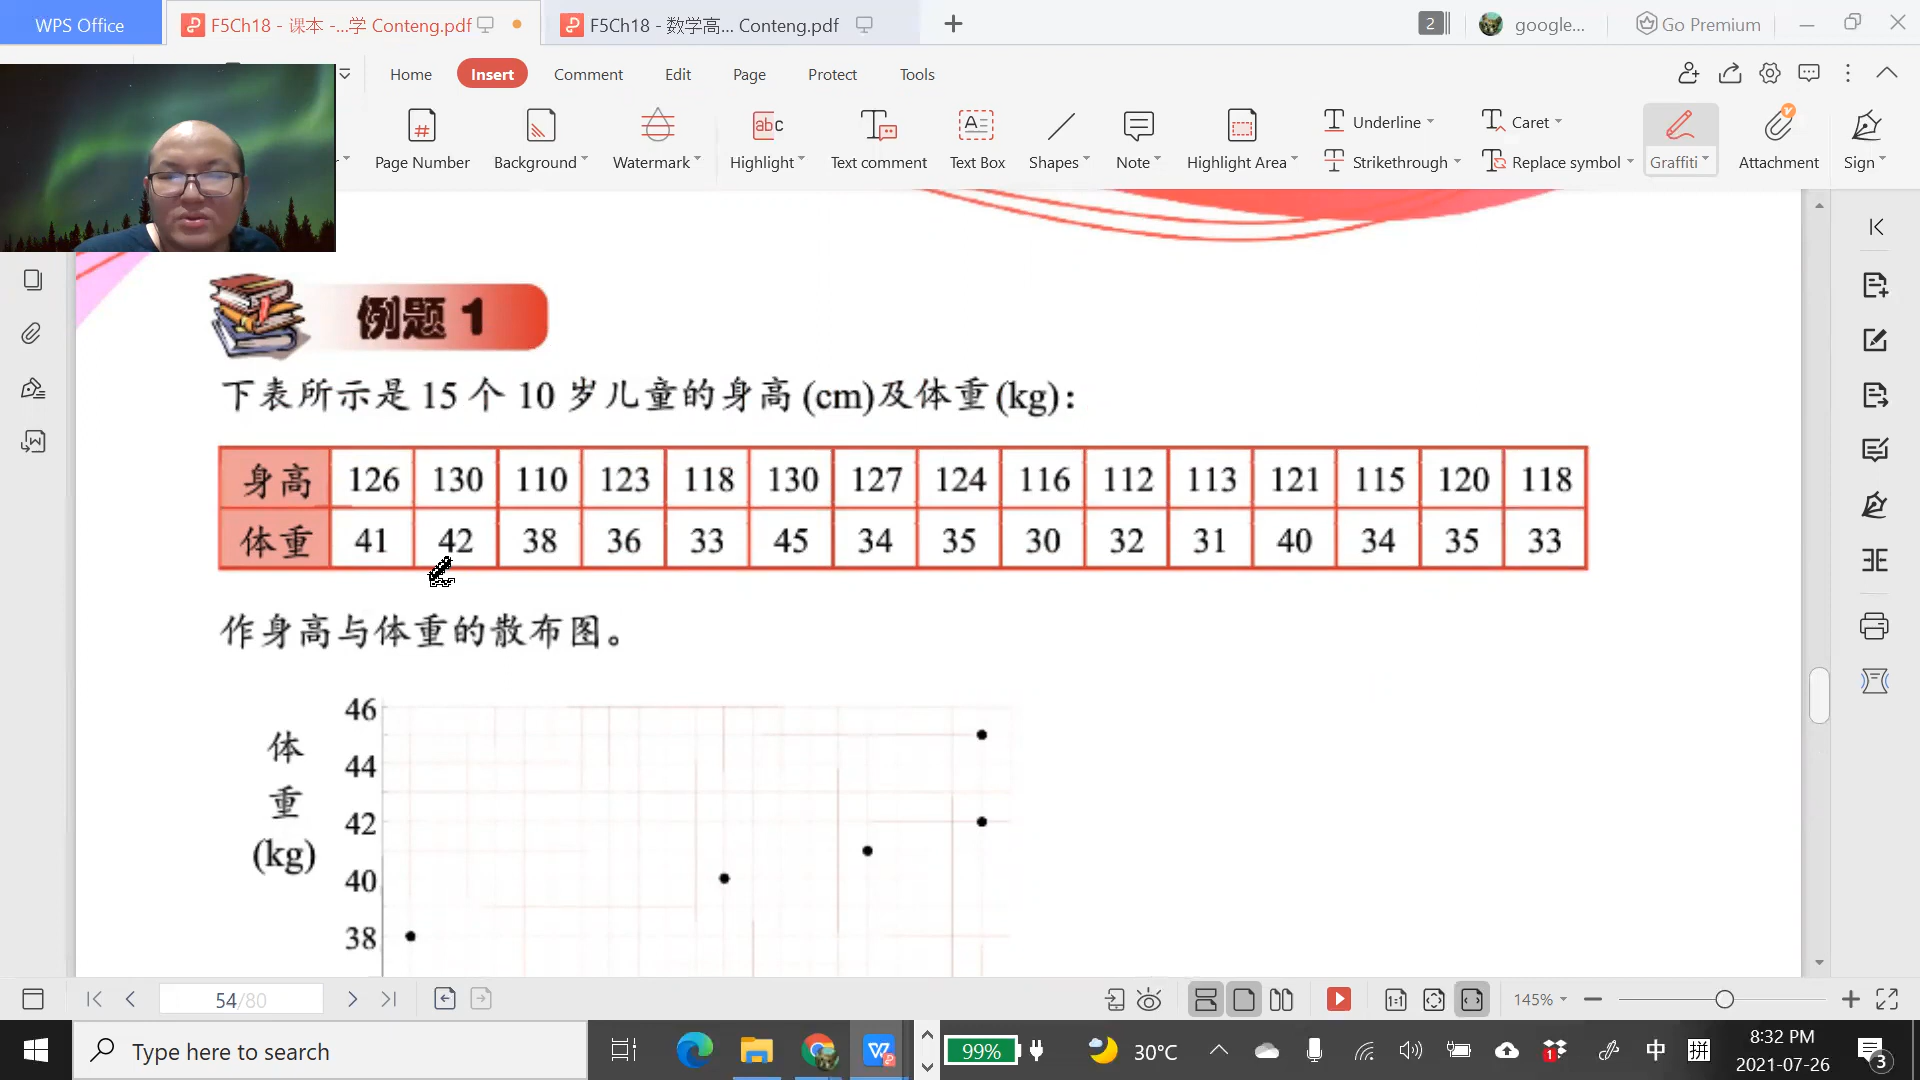 WPS Office
F5Ch18 - 课本 -...学 Conteng.pdf
F5Ch18 - 数学高... Conteng.pdf
2
google...
Go Premium
Home
Insert
Comment
Edit
Page
Protect
Tools
Page Number
Background
Watermark
Highlight
Text comment
Text Box
Shapes
Note
Highlight Area
Underline
Strikethrough
Caret
Replace symbol
Graffiti
Attachment
Sign
例题 1
下表所示是 15 个 10 岁儿童的身高 (cm)及体重(kg)：
身高 126 130 110 123 118 130 127 124 116 112 113 121 115 120 118
体重 41 42 38 36 33 45 34 35 30 32 31 40 34 35 33
作身高与体重的散布图。
体重(kg)
46
44
42
40
38
54/80
145%
Type here to search
99%
30°C
1
中
拼
8:32 PM
2021-07-26
3